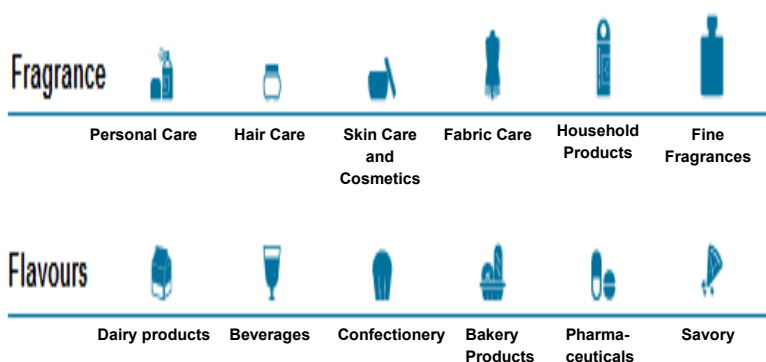 Fragrance
Personal Care
Hair Care
Skin Care
and
Cosmetics
Fabric Care
Household
Products
Fine
Fragrances
Flavours
Dairy products
Beverages
Confectionery
Bakery
Products
Pharma-
ceuticals
Savory